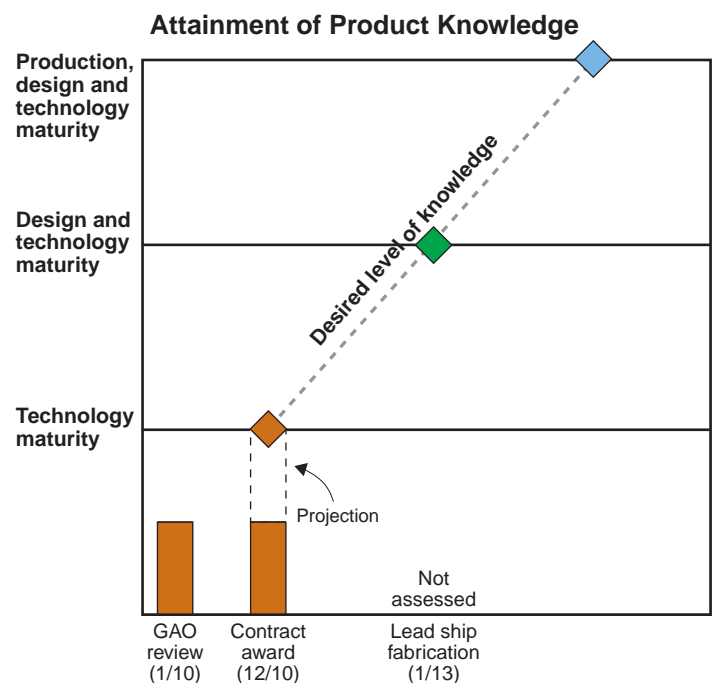 Attainment of Product Knowledge
Production,
design and
technology
maturity
Design and
technology
maturity
Technology
maturity
Desired level of knowledge
Projection
Not
assessed
GAO
review
(1/10)
Contract
award
(12/10)
Lead ship
fabrication
(1/13)